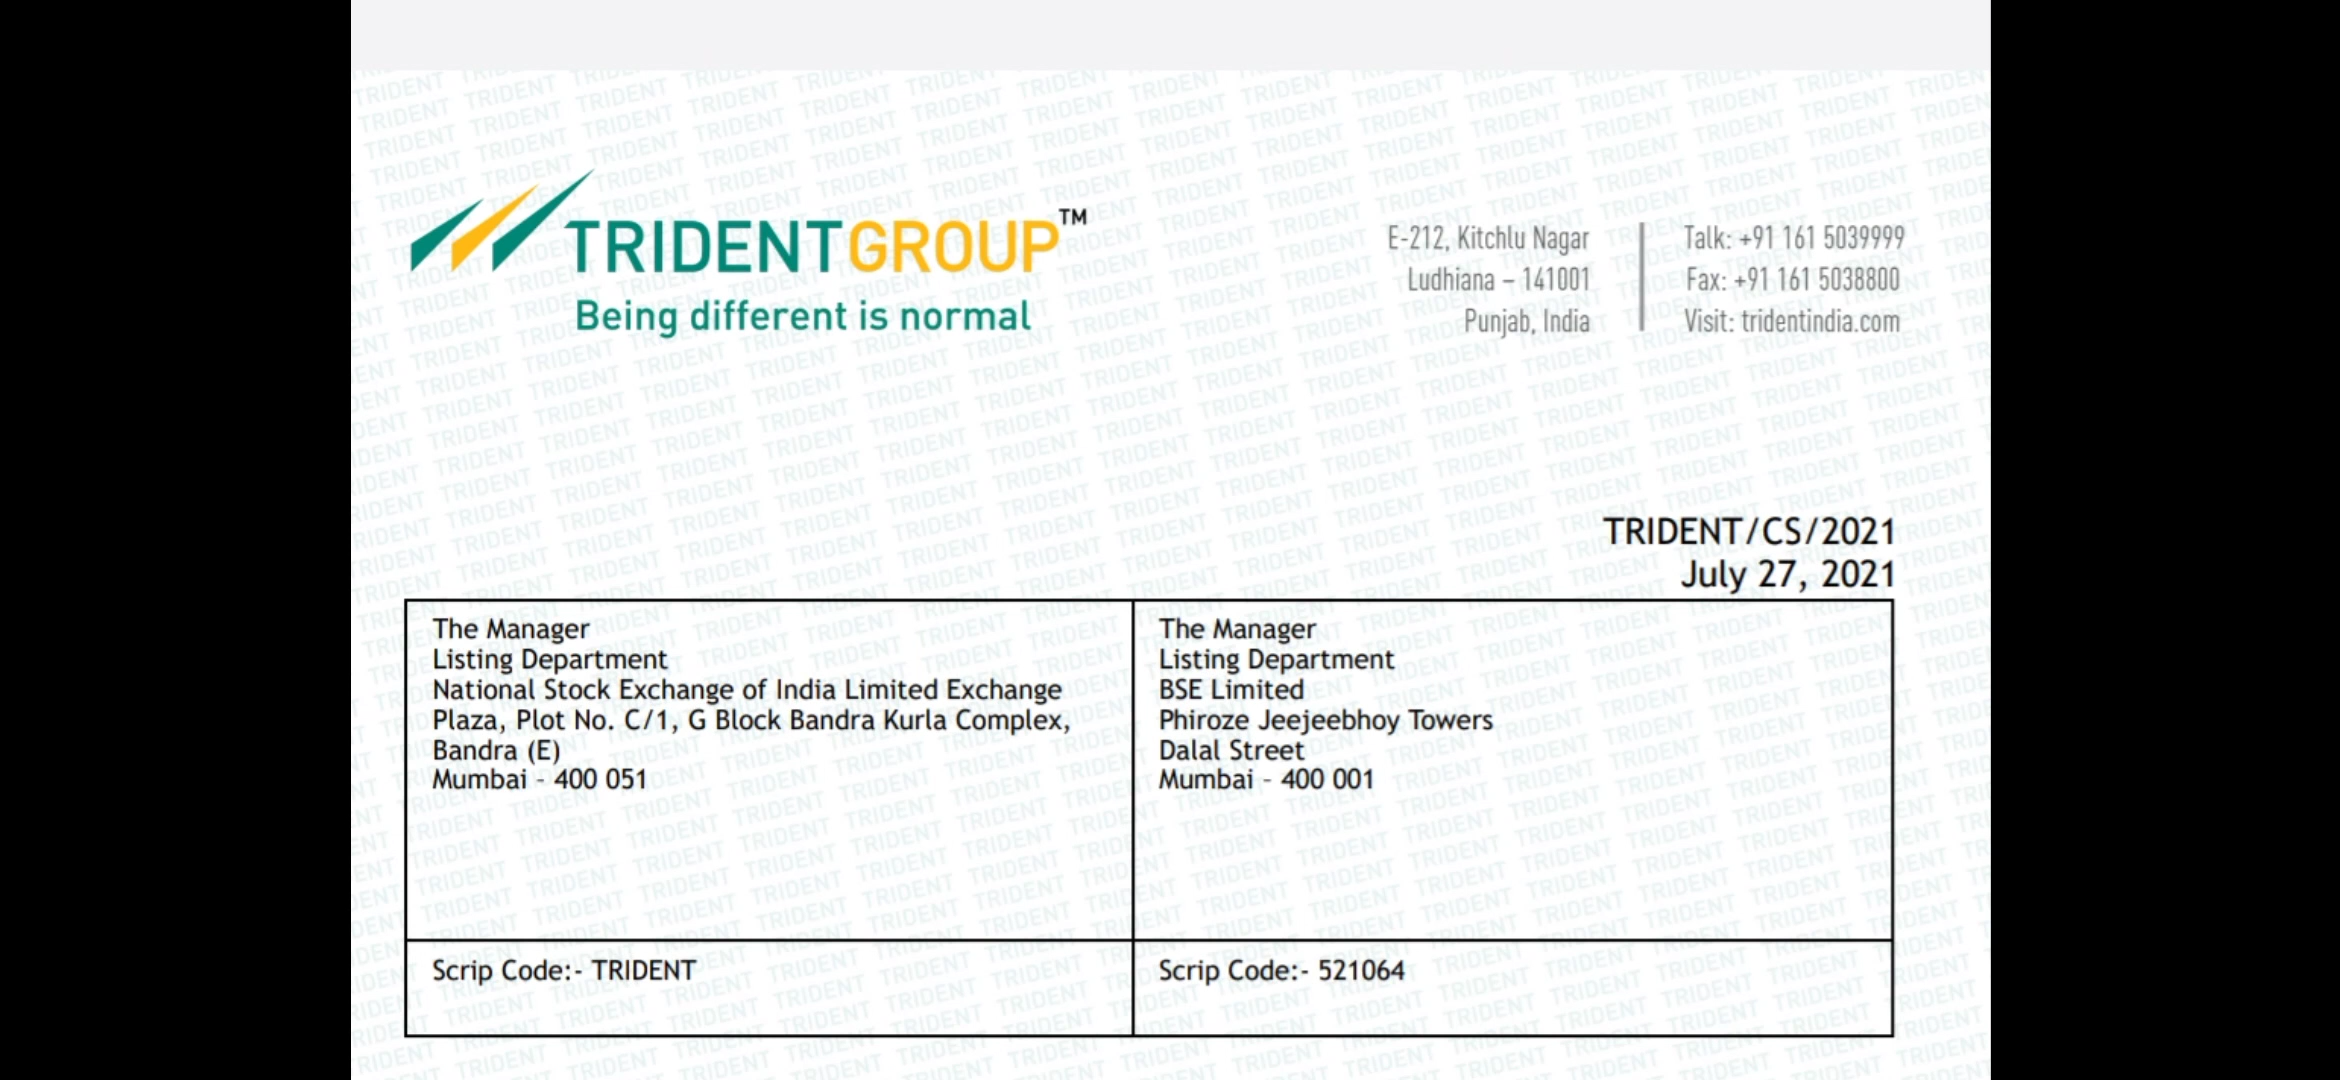 TRIDENTGROUP™
Being different is normal
E-212, Kitchlu Nagar
Ludhiana – 141001
Punjab, India
Talk: +91 161 5039999
Fax: +91 161 5038800
Visit: tridentindia.com
TRIDENT/CS/2021
July 27, 2021
The Manager
Listing Department
National Stock Exchange of India Limited Exchange
Plaza, Plot No. C/1, G Block Bandra Kurla Complex,
Bandra (E)
Mumbai – 400 051
The Manager
Listing Department
BSE Limited
Phiroze Jeejeebhoy Towers
Dalal Street
Mumbai – 400 001
Scrip Code:- TRIDENT
Scrip Code:- 521064